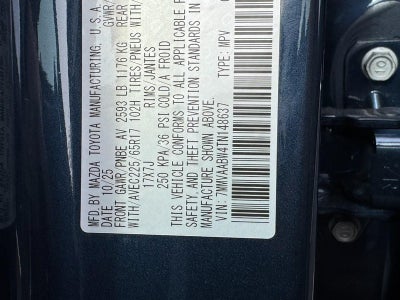 MFD. BY MAZDA TOYOTA MANUFACTURING, U.S.A.
DATE: 10/25 GVWR
FRONT GAWR/PNBE AV 2593 LB 1176 KG REAR
WITH/AVEC225/65R17 102H TIRES/PNEUS WITH/A
17X7J RIMS/JANTES
250 KPA/36 PSI COLD/A FROID
THIS VEHICLE CONFORMS TO ALL APPLICABLE F
SAFETY AND THEFT PREVENTION STANDARDS IN
MANUFACTURE SHOWN ABOVE.
VIN: 7MMVAABW4TN148637 TYPE: MPV